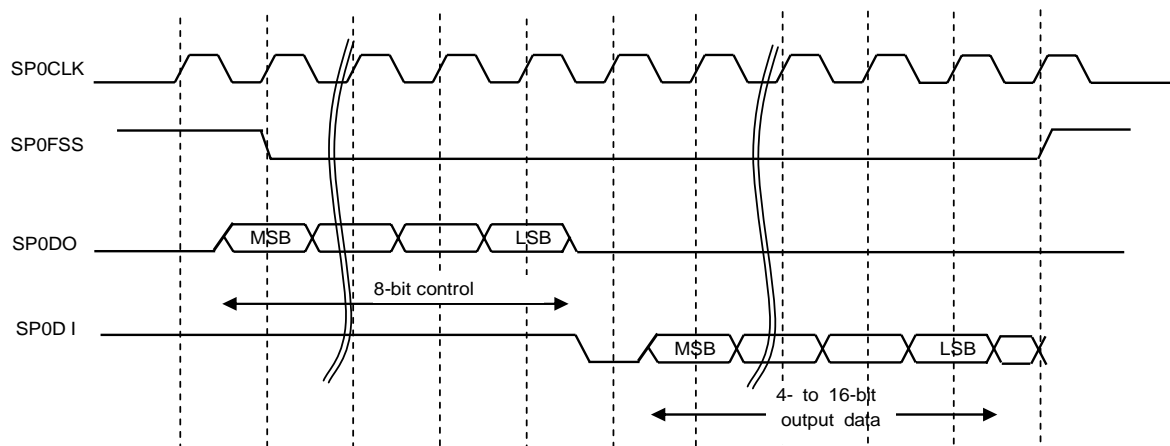 SP0CLK
SP0FSS
SP0DO
MSB
LSB
8-bit control
SP0D I
MSB
LSB
4- to 16-bit
output data